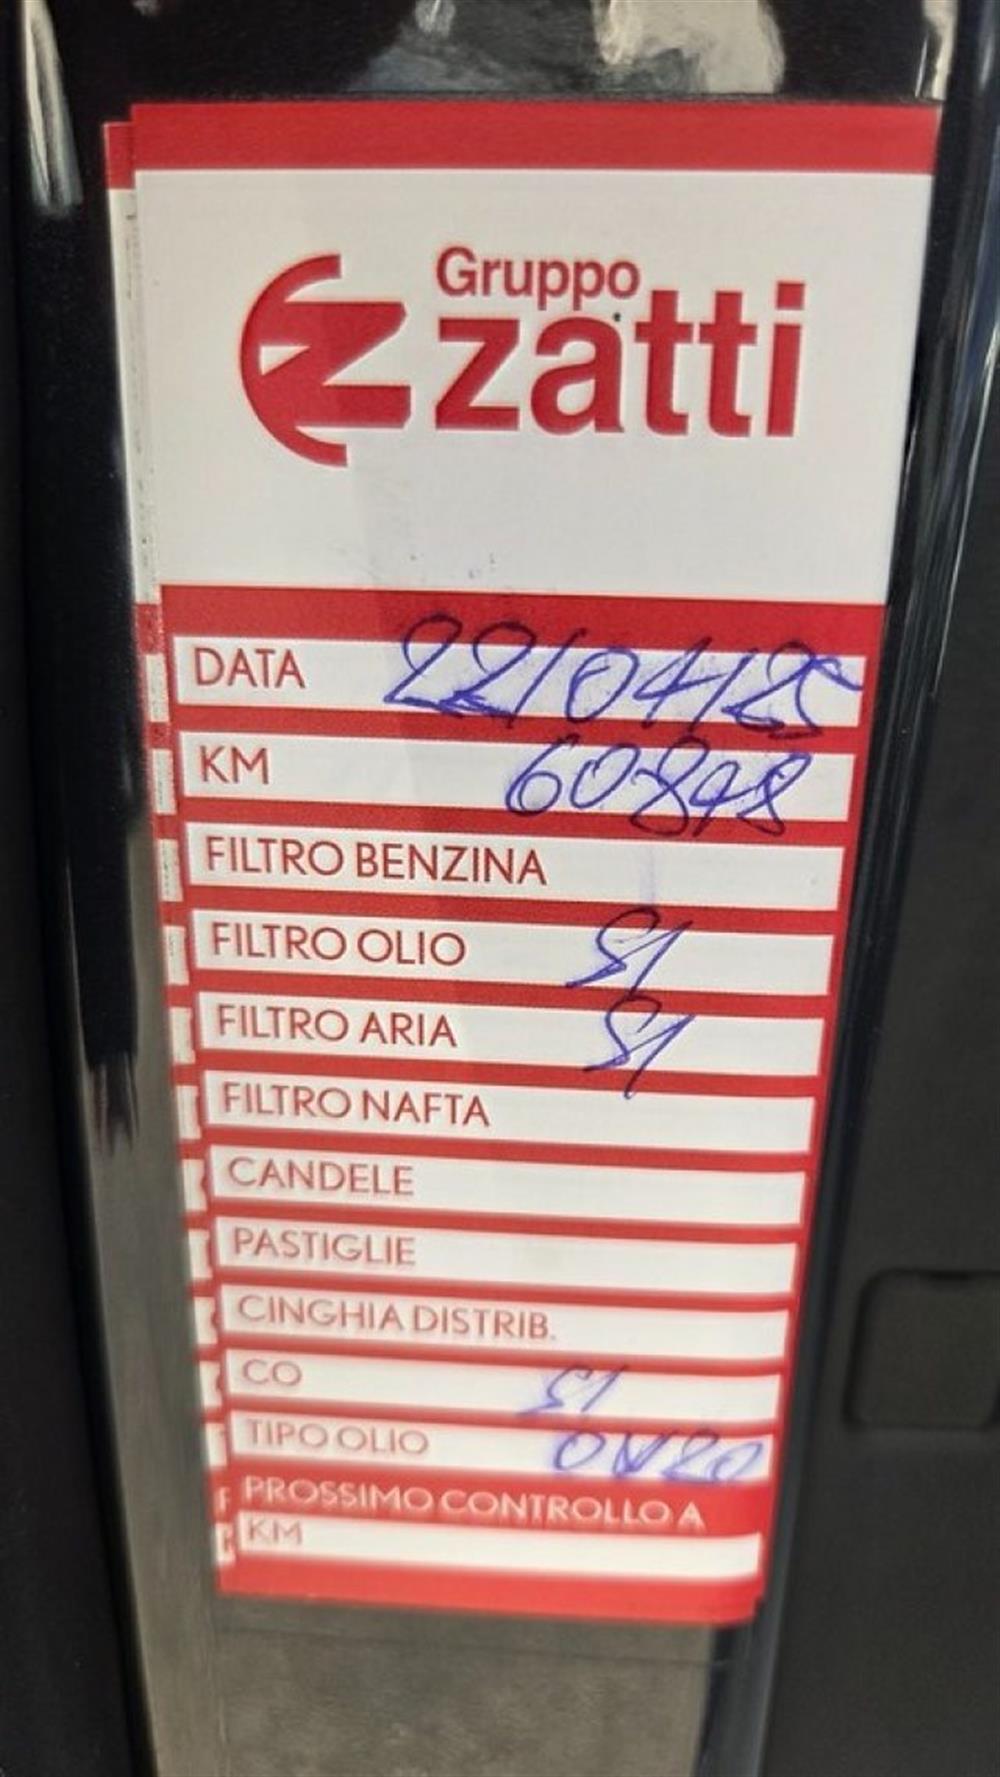 Gruppo
zatti
DATA 22/04/25
KM 60848
FILTRO BENZINA
FILTRO OLIO SI
FILTRO ARIA SI
FILTRO NAFTA
CANDELE
PASTIGLIE
CINGHIA DISTRIB.
CO SI
TIPO OLIO 0W20
PROSSIMO CONTROLLO A
KM